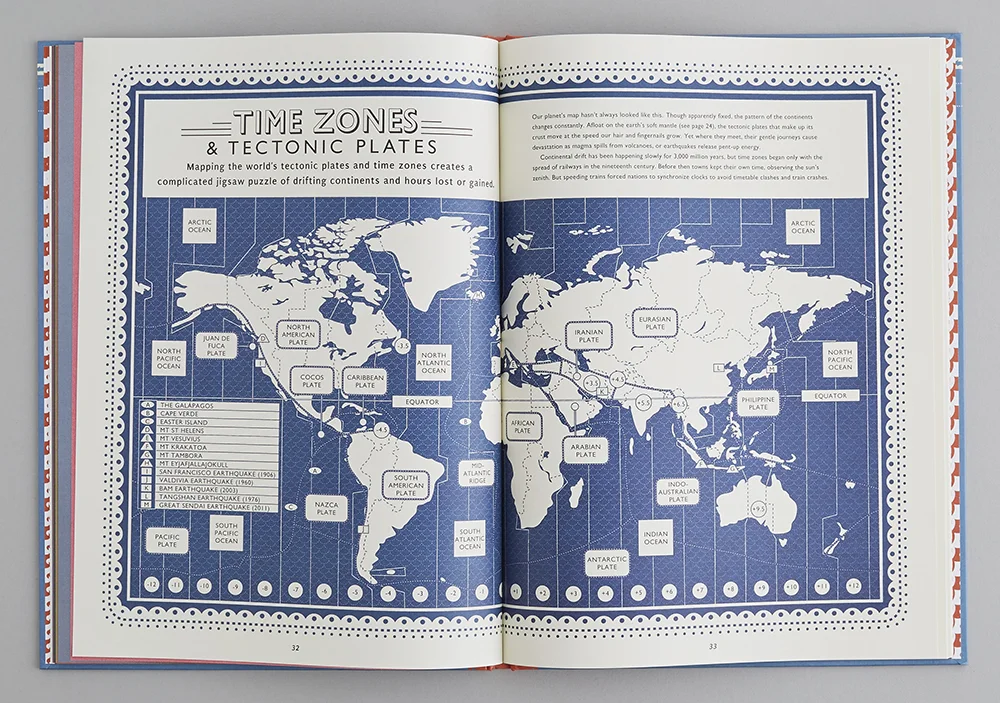 TIME ZONES
& TECTONIC PLATES
Mapping the world's tectonic plates and time zones creates a
complicated jigsaw puzzle of drifting continents and hours lost or gained.
Our planet's map hasn't always looked like this. Though apparently fixed, the pattern of the continents
changes constantly. Afloat on the earth's soft mantle (see page 24), the tectonic plates that make up its
crust move at the speed our hair and fingernails grow. Yet where they meet, their gentle journeys cause
devastation as magma spills from volcanoes, or earthquakes release pent-up energy.
Continental drift has been happening slowly for 3,000 million years, but time zones began only with the
spread of railways in the nineteenth century. Before then towns kept their own time, observing the sun's
zenith. But speeding trains forced nations to synchronize clocks to avoid timetable clashes and train crashes.
ARCTIC
OCEAN
ARCTIC
OCEAN
NORTH
AMERICAN
PLATE
JUAN DE
FUCA
PLATE
NORTH
PACIFIC
OCEAN
D
I
-3.5
NORTH
ATLANTIC
OCEAN
COCOS
PLATE
CARIBBEAN
PLATE
EQUATOR
EURASIAN
PLATE
IRANIAN
PLATE
NORTH
PACIFIC
OCEAN
EQUATOR
PHILIPPINE
PLATE
AFRICAN
PLATE
ARABIAN
PLATE
+3.5
+4.5
+5.5
+6.5
L
M
A THE GALAPAGOS
B CAPE VERDE
C EASTER ISLAND
D MT ST HELENS
E MT VESUVIUS
F MT KRAKATOA
G MT TAMBORA
H MT EYJAFJALLAJÖKULL
I SAN FRANCISCO EARTHQUAKE (1906)
J VALDIVIA EARTHQUAKE (1960)
K BAM EARTHQUAKE (2003)
L TANGSHAN EARTHQUAKE (1976)
M GREAT SENDAI EARTHQUAKE (2011)
-4.5
B
A
C
SOUTH
AMERICAN
PLATE
MID-
ATLANTIC
RIDGE
NAZCA
PLATE
PACIFIC
PLATE
SOUTH
PACIFIC
OCEAN
SOUTH
ATLANTIC
OCEAN
INDO-
AUSTRALIAN
PLATE
+9.5
INDIAN
OCEAN
ANTARCTIC
PLATE
-12 -11 -10 -9 -8 -7 -6 -5 -4 -3 -2 -1 +1 +2 +3 +4 +5 +6 +7 +8 +9 +10 +11 +12
32
33